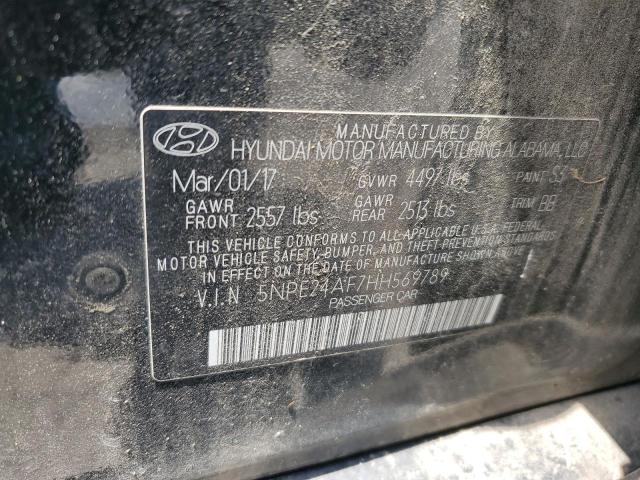 MANUFACTURED BY
HYUNDAI MOTOR MANUFACTURING ALABAMA, LLC
Mar/01/17 GVWR 4497 lbs PAINT S3
GAWR FRONT 2557 lbs GAWR REAR 2513 lbs TRIM BB
THIS VEHICLE CONFORMS TO ALL APPLICABLE U.S.A. FEDERAL
MOTOR VEHICLE SAFETY, BUMPER, AND THEFT PREVENTION STANDARDS
IN EFFECT ON THE DATE OF MANUFACTURE SHOWN ABOVE.
V.I.N 5NPE24AF7HH569789
PASSENGER CAR